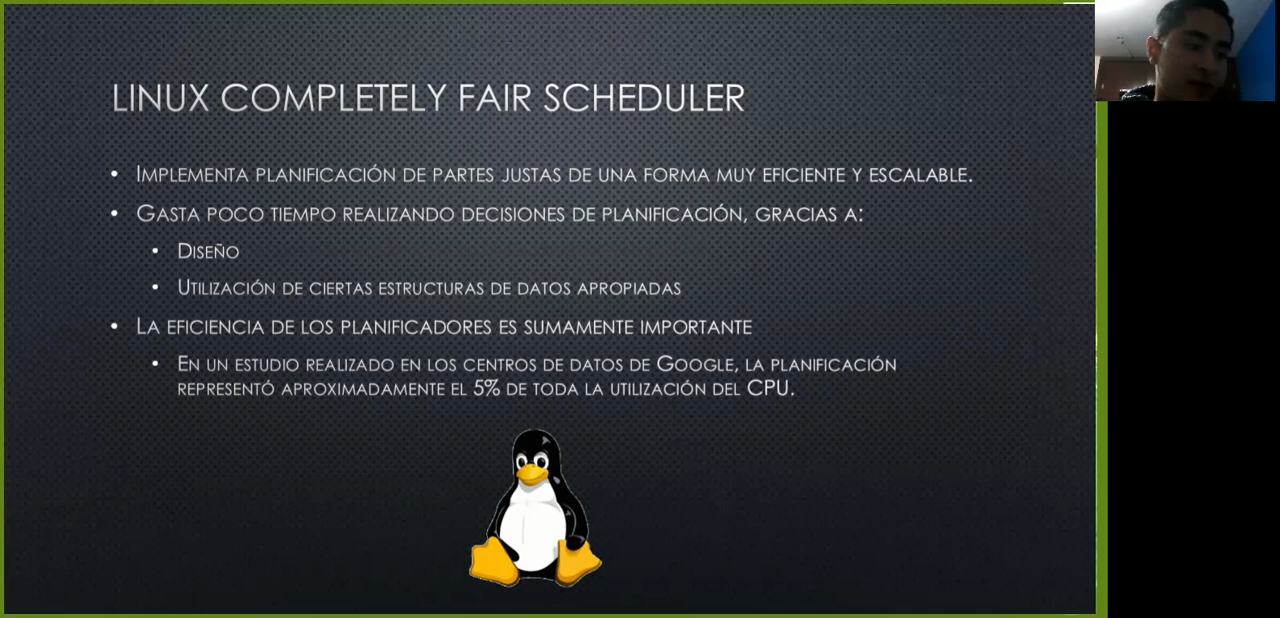 LINUX COMPLETELY FAIR SCHEDULER
• IMPLEMENTA PLANIFICACIÓN DE PARTES JUSTAS DE UNA FORMA MUY EFICIENTE Y ESCALABLE.
• GASTA POCO TIEMPO REALIZANDO DECISIONES DE PLANIFICACIÓN, GRACIAS A:
• DISEÑO
• UTILIZACIÓN DE CIERTAS ESTRUCTURAS DE DATOS APROPIADAS
• LA EFICIENCIA DE LOS PLANIFICADORES ES SUMAMENTE IMPORTANTE
• EN UN ESTUDIO REALIZADO EN LOS CENTROS DE DATOS DE GOOGLE, LA PLANIFICACIÓN
REPRESENTÓ APROXIMADAMENTE EL 5% DE TODA LA UTILIZACIÓN DEL CPU.